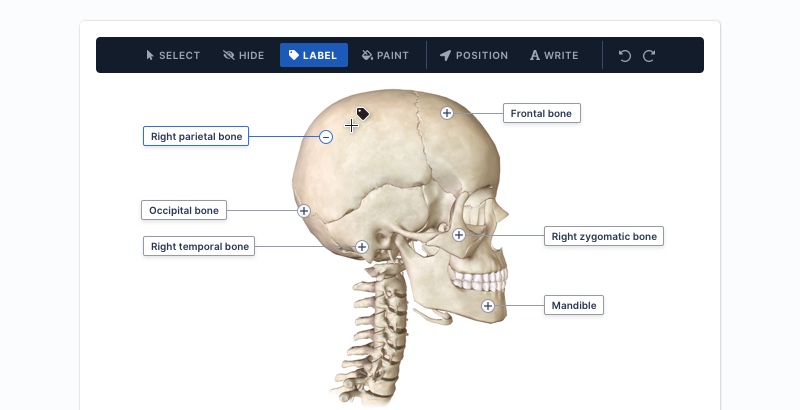 SELECT HIDE LABEL PAINT POSITION WRITE
Frontal bone
Right parietal bone
Occipital bone
Right temporal bone
Right zygomatic bone
Mandible